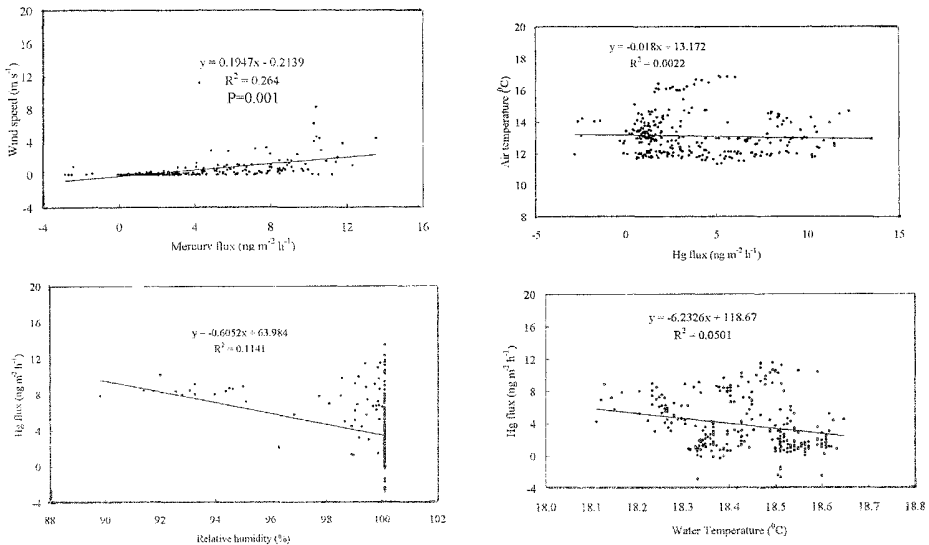 20
16
12
8
4
0
-4
y = 0.1947x - 0.2139
R² = 0.264
P=0.001
Wind speed (m s⁻¹)
-4 0 4 8 12 16
Mercury flux (ng m⁻² h⁻¹)
20
18
16
14
12
10
8
y = -0.018x + 13.172
R² = 0.0022
Air temperature (⁰C)
-5 0 5 10 15
Hg flux (ng m⁻² h⁻¹)
20
16
12
8
4
0
-4
y = -0.6052x + 63.984
R² = 0.1141
Hg flux (ng m⁻² h⁻¹)
88 90 92 94 96 98 100 102
Relative humidity (%)
20
16
12
8
4
0
-4
y = -6.2326x + 118.67
R² = 0.0501
Hg flux (ng m⁻² h⁻¹)
18.0 18.1 18.2 18.3 18.4 18.5 18.6 18.7 18.8
Water Temperature (⁰C)